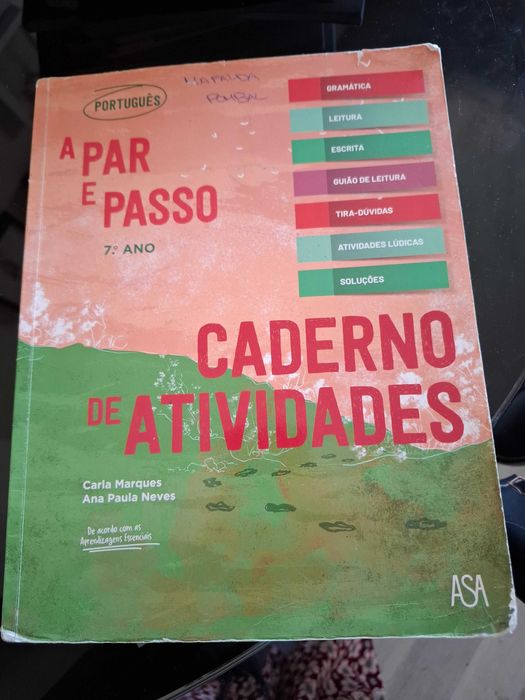 PORTUGUÊS
MAFALDA
POMBAL
A PAR
E PASSO
7.º ANO
GRAMÁTICA
LEITURA
ESCRITA
GUIÃO DE LEITURA
TIRA-DÚVIDAS
ATIVIDADES LÚDICAS
SOLUÇÕES
CADERNO
DE ATIVIDADES
Carla Marques
Ana Paula Neves
De acordo com as
Aprendizagens Essenciais
ASA